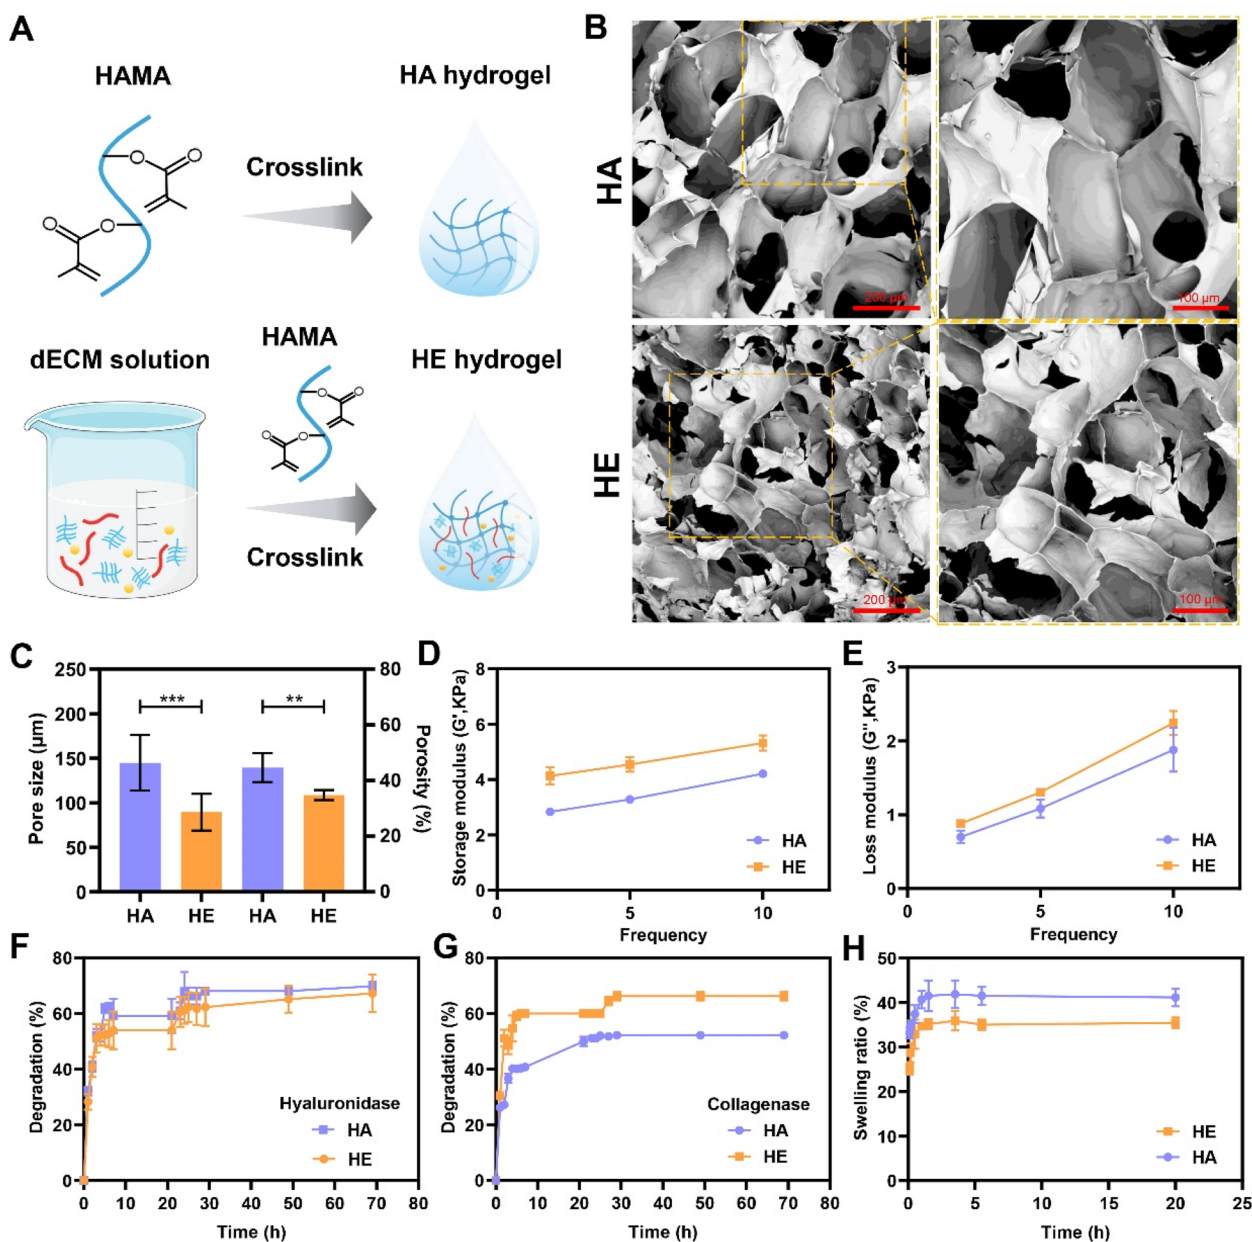 A
HAMA
HA hydrogel
O
O
O
O
Crosslink
dECM solution
HAMA
HE hydrogel
O
O
O
O
Crosslink
B
HA
200 μm
100 μm
HE
200 μm
100 μm
C
Pore size (μm)
250
200
150
100
50
0
***
**
80
60
40
20
0
Porosity (%)
HA HE HA HE
D
Storage modulus (G',KPa)
8
6
4
2
0
HA
HE
0 5 10
Frequency
E
Loss modulus (G'',KPa)
3
2
1
0
HA
HE
0 5 10
Frequency
F
Degradation (%)
80
60
40
20
0
Hyaluronidase
HA
HE
0 10 20 30 40 50 60 70 80
Time (h)
G
Degradation (%)
80
60
40
20
0
Collagenase
HA
HE
0 10 20 30 40 50 60 70 80
Time (h)
H
Swelling ratio (%)
50
40
30
20
10
0
HE
HA
0 5 10 15 20 25
Time (h)